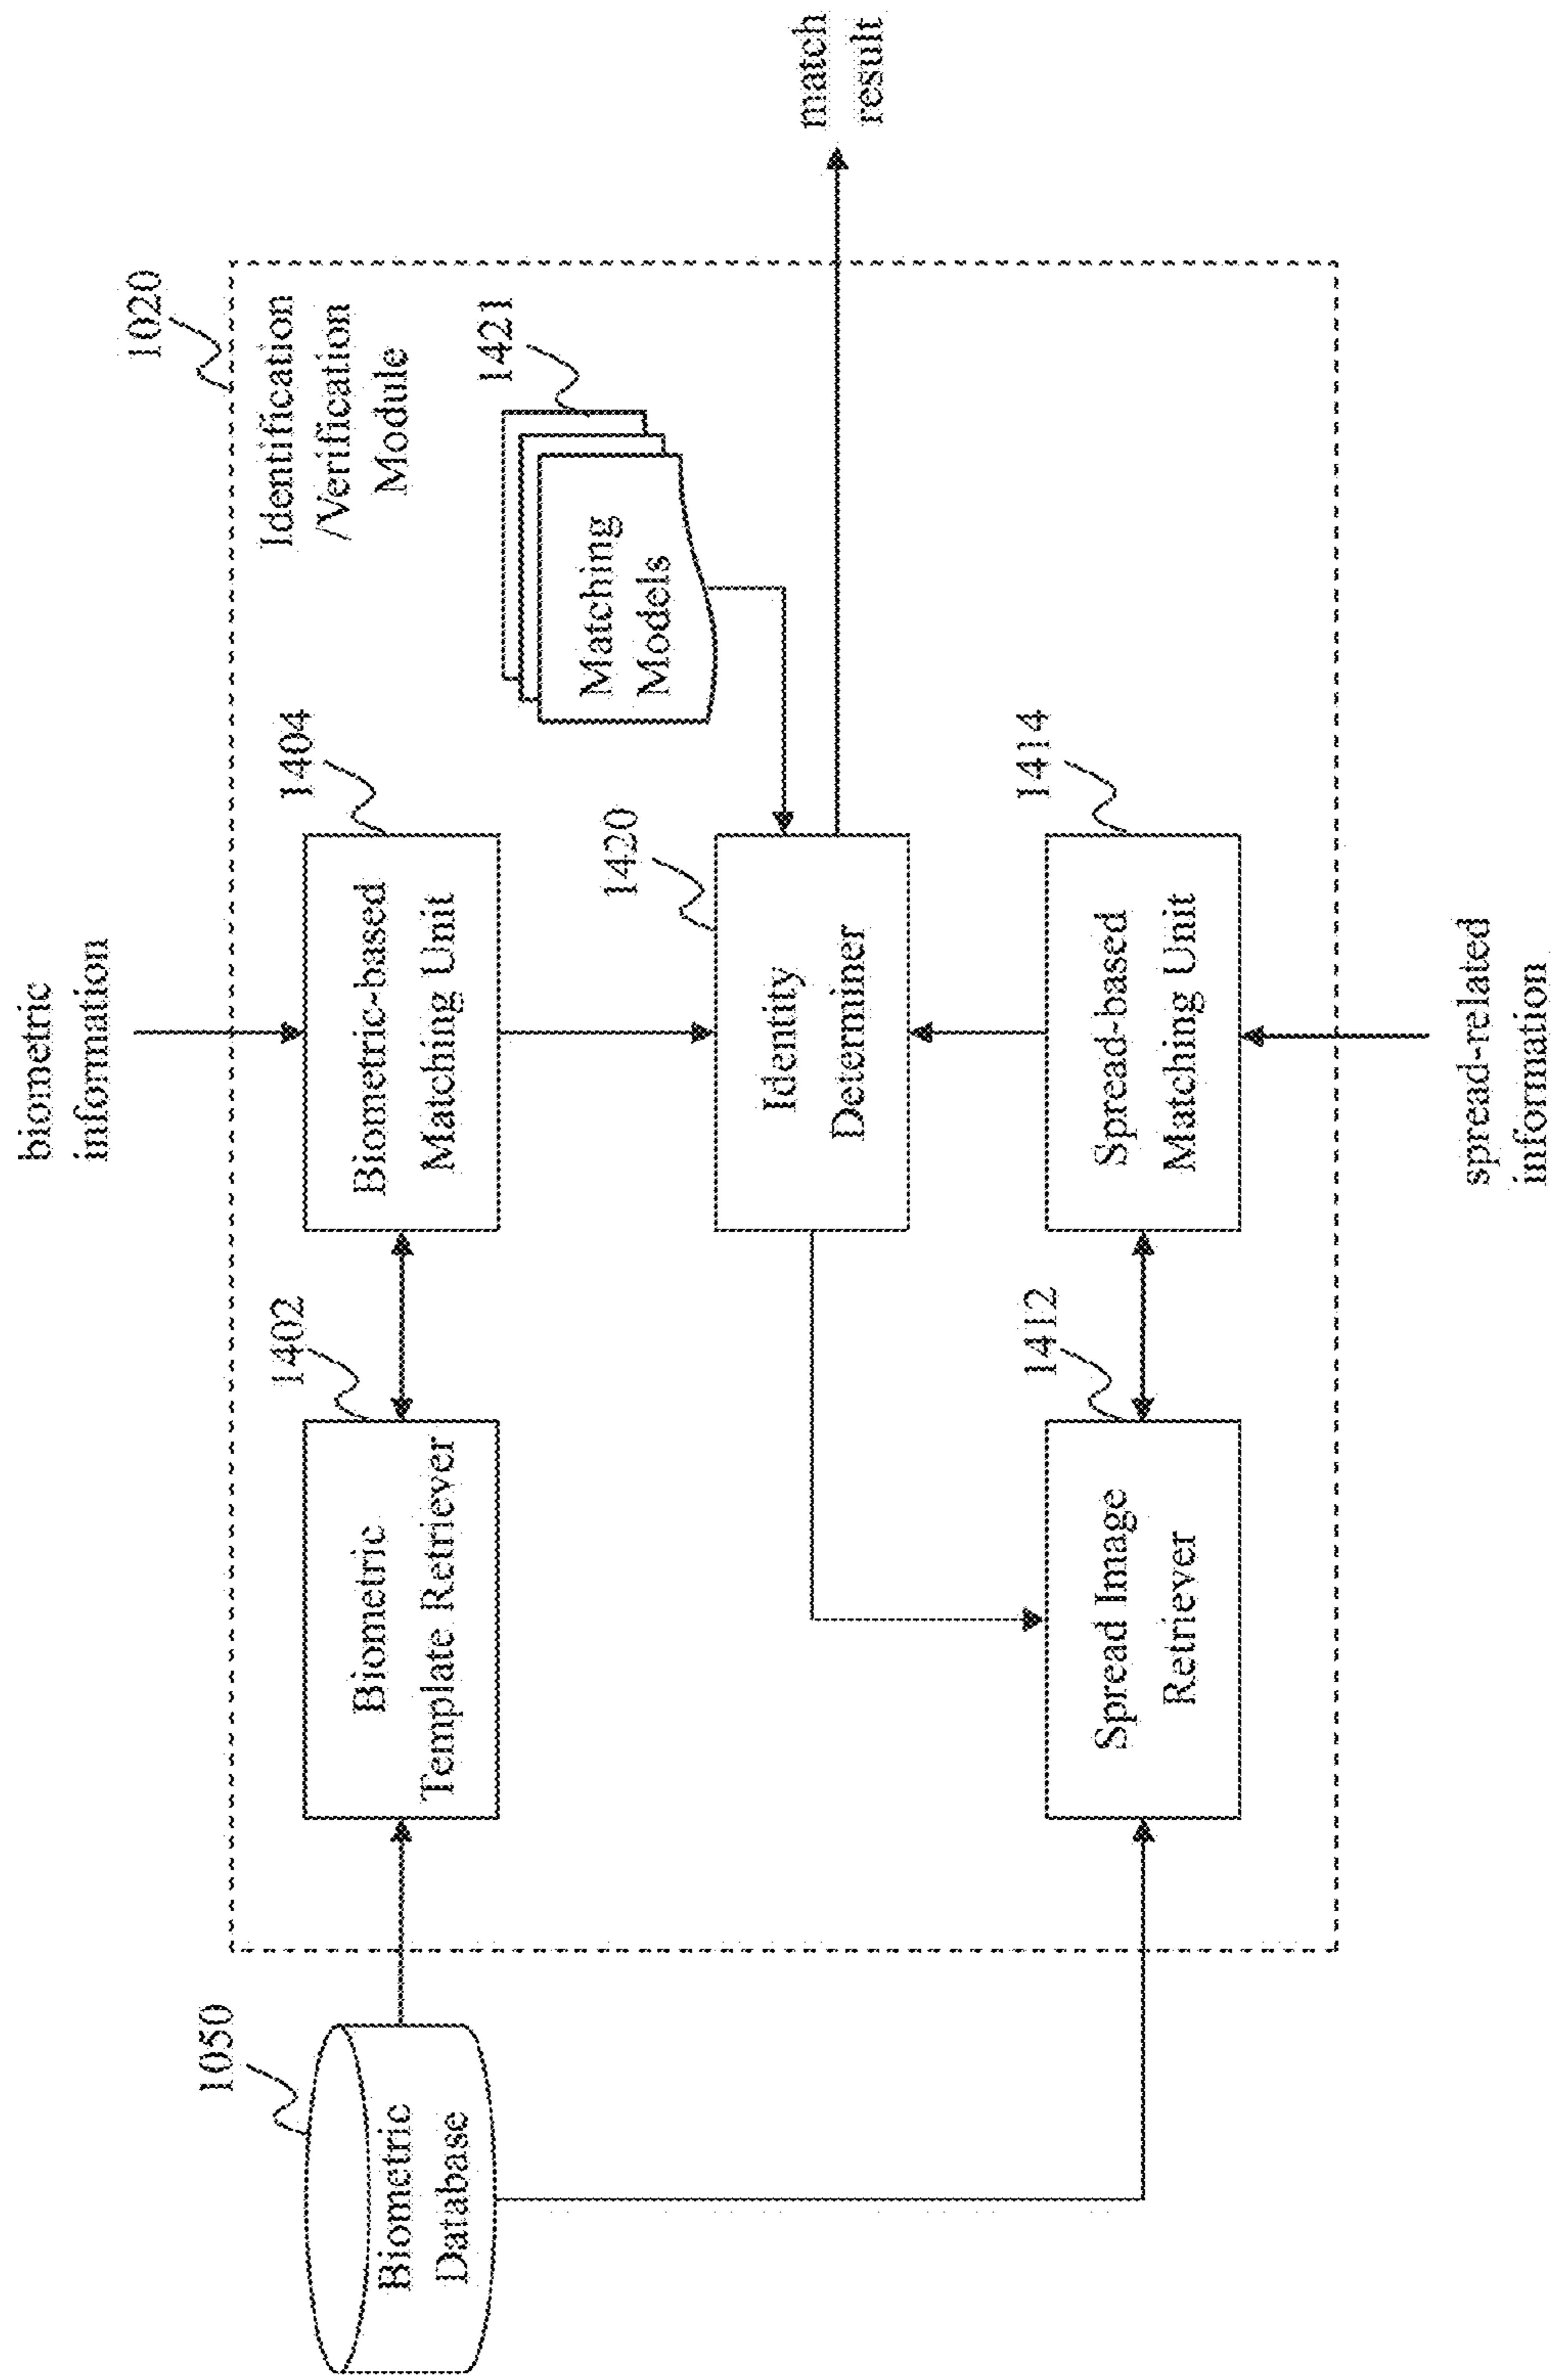 biometric
information
1020
Identification
/Verification
Module
1050
Biometric
Database
1402
Biometric
Template Retriever
1404
Biometric-based
Matching Unit
1421
Matching
Models
1420
Identity
Determiner
match
result
1412
Spread Image
Retriever
1414
Spread-based
Matching Unit
spread-related
information